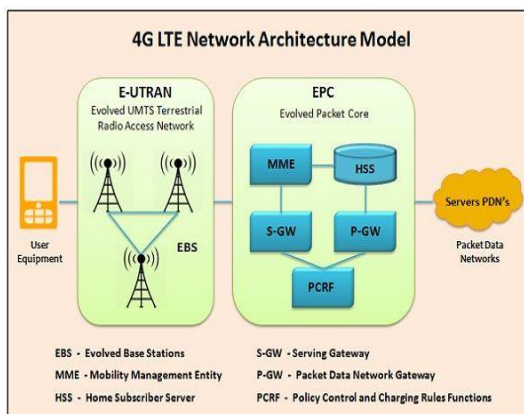 4G LTE Network Architecture Model
E-UTRAN
Evolved UMTS Terrestrial
Radio Access Network
EBS
EPC
Evolved Packet Core
MME
HSS
S-GW
P-GW
PCRF
User
Equipment
Servers PDN's
Packet Data
Networks
EBS - Evolved Base Stations
MME - Mobility Management Entity
HSS - Home Subscriber Server
S-GW - Serving Gateway
P-GW - Packet Data Network Gateway
PCRF - Policy Control and Charging Rules Functions